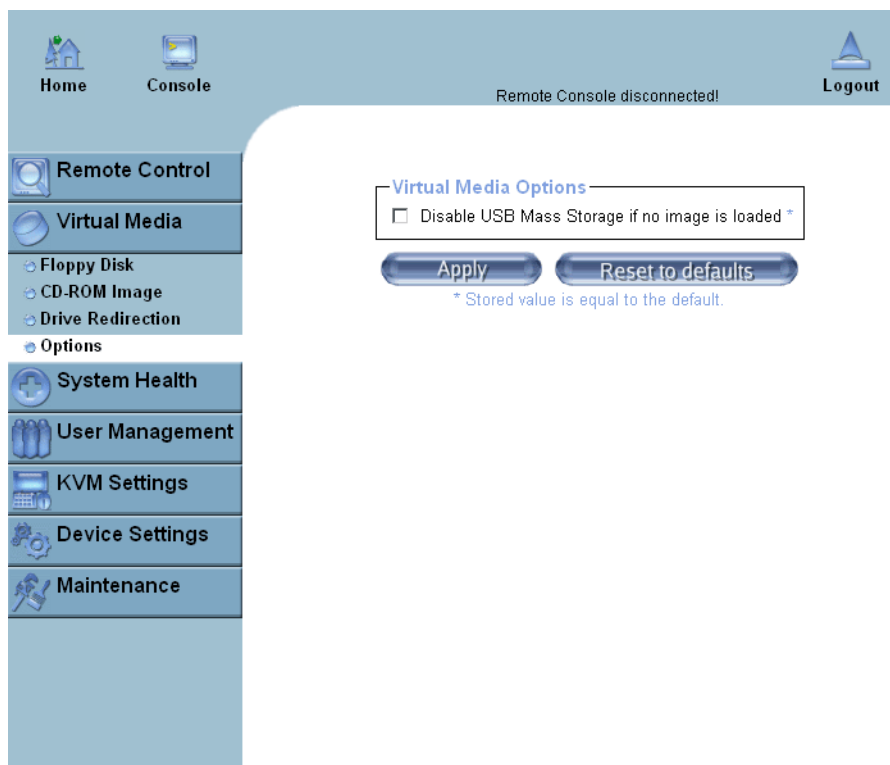 Home
Console
Remote Console disconnected!
Logout
Remote Control
Virtual Media
Floppy Disk
CD-ROM Image
Drive Redirection
Options
System Health
User Management
KVM Settings
Device Settings
Maintenance
Virtual Media Options
Disable USB Mass Storage if no image is loaded *
Apply
Reset to defaults
* Stored value is equal to the default.